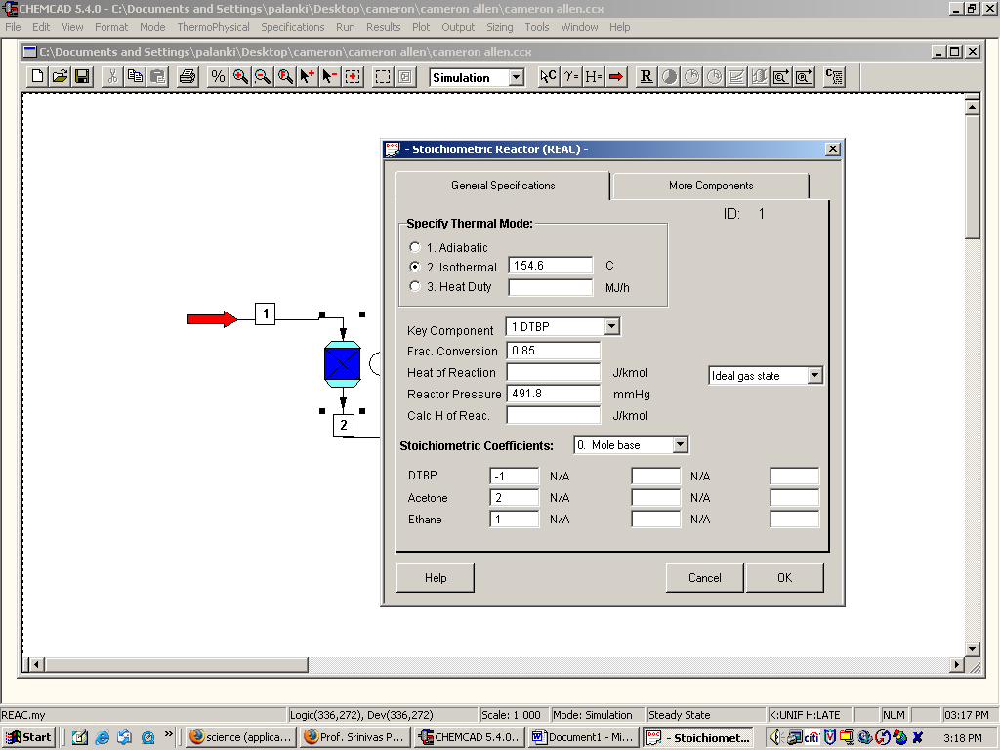 CHEMCAD 5.4.0 - C:\Documents and Settings\palanki\Desktop\cameron\cameron allen\cameron allen.ccx
File Edit View Format Mode ThermoPhysical Specifications Run Results Plot Output Sizing Tools Window Help
C:\Documents and Settings\palanki\Desktop\cameron\cameron allen\cameron allen.ccx
% Simulation C γ= H= R
- Stoichiometric Reactor (REAC) -
General Specifications More Components
ID: 1
Specify Thermal Mode:
1. Adiabatic
2. Isothermal 154.6 C
3. Heat Duty MJ/h
1
Key Component 1 DTBP
Frac. Conversion 0.85
Heat of Reaction J/kmol Ideal gas state
Reactor Pressure 491.8 mmHg
Calc H of Reac. J/kmol
2
Stoichiometric Coefficients: 0. Mole base
DTBP -1 N/A N/A
Acetone 2 N/A N/A
Ethane 1 N/A N/A
Help Cancel OK
REAC.my Logic(336,272), Dev(336,272) Scale: 1.000 Mode: Simulation Steady State K:UNIF H:LATE NUM 03:17 PM
Start » science (applica... Prof. Srinivas P... CHEMCAD 5.4.0... Document1 - Mi... Stoichiomet... citi 3:18 PM